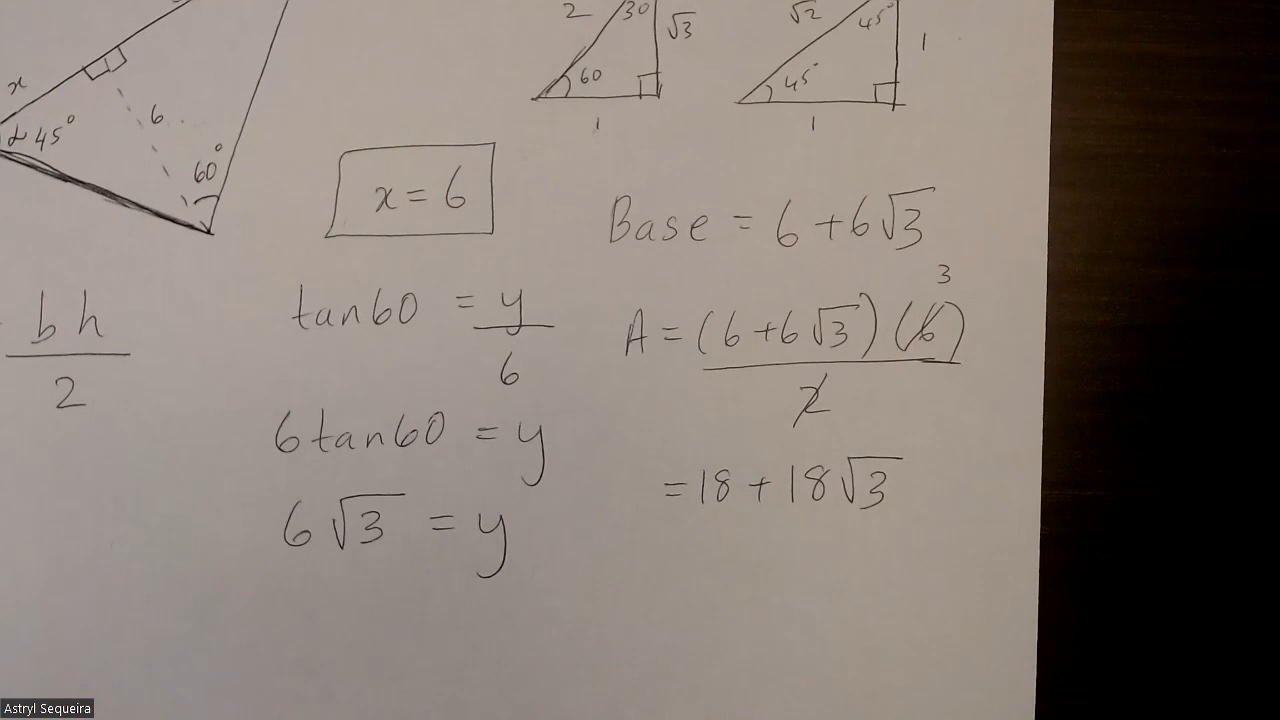 x
6
∠45°
60°
2
30
√3
60
1
√2
45°
1
45°
1
x = 6
Base = 6 + 6√3
bh
2
tan60 = y
6
3
A = (6 + 6√3)(6)
2
6tan60 = y
= 18 + 18√3
6√3 = y
Astryl Sequeira